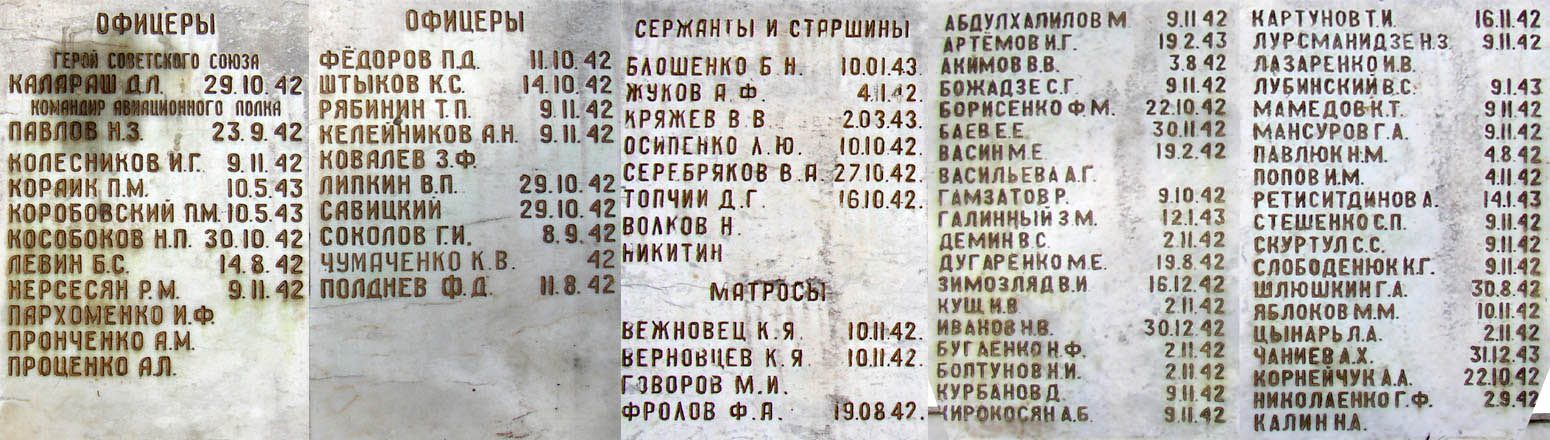 ОФИЦЕРЫ
ГЕРОЙ СОВЕТСКОГО СОЮЗА
КАЛАРАШ Д.Л. 29.10.42
КОМАНДИР АВИАЦИОННОГО ПОЛКА
ПАВЛОВ Н.З. 23.9.42
КОЛЕСНИКОВ И.Г. 9.11.42
КОРАИК П.М. 10.5.43
КОРОБОВСКИЙ П.М. 10.5.43
КОСОБОКОВ Н.П. 30.10.42
ЛЕВИН Б.С. 14.8.42
НЕРСЕСЯН Р.М. 9.11.42
ПАРХОМЕНКО И.Ф.
ПРОНЧЕНКО А.М.
ПРОЦЕНКО А.П.
ОФИЦЕРЫ
ФЁДОРОВ П.Д. 11.10.42
ШТЫКОВ К.С. 14.10.42
РЯБИНИН Т.П. 9.11.42
КЕЛЕЙНИКОВ А.Н. 9.11.42
КОВАЛЕВ З.Ф.
ЛИПКИН В.П. 29.10.42
САВИЦКИЙ 29.10.42
СОКОЛОВ Г.И. 8.9.42
ЧУМАЧЕНКО К.В. 42
ПОЛДНЕВ Ф.Д. 11.8.42
СЕРЖАНТЫ И СТАРШИНЫ
БЛОШЕНКО Б.Н. 10.01.43.
ЖУКОВ А.Ф. 4.11.42.
КРЯЖЕВ В.В 2.03.43.
ОСИПЕНКО Л.Ю. 10.10.42.
СЕРЕБРЯКОВ В.А. 27.10.42.
ТОПЧИЙ Д.Г 16.10.42.
ВОЛКОВ Н.
НИКИТИН
МАТРОСЫ
ВЕЖНОВЕЦ К.Я. 10.11.42.
ВЕРНОВЦЕВ К.Я 10.11.42.
ГОВОРОВ М.И.
ФРОЛОВ Ф.А. 19.08.42.
АБДУЛХАЛИЛОВ М 9.11.42
АРТЁМОВ И.Г. 19.2.43
АКИМОВ В.В. 3.8.42
БОЖАДЗЕ С.Г. 9.11.42
БОРИСЕНКО Ф.М. 22.10.42
БАЕВ Е.Е. 30.11.42
ВАСИН М.Е. 19.2.42
ВАСИЛЬЕВА А.Г.
ГАМЗАТОВ Р. 9.10.42
ГАЛИННЫЙ З.М. 12.1.43
ДЕМИН В.С. 2.11.42
ДУГАРЕНКО М.Е. 19.8.42
ЗИМОЗЛЯД В.И 16.12.42
КУЩ И.В 2.11.42
ИВАНОВ Н.В. 30.12.42
БУГАЕНКО Н.Ф. 2.11.42
БОЛТУНОВ Н.И. 2.11.42
КУРБАНОВ Д. 9.11.42
КИРОКОСЯН А.Б. 9.11.42
КАРТУНОВ Т.И. 16.11.42
ЛУРСМАНИДЗЕ Н.З. 9.11.42
ЛАЗАРЕНКО И.В.
ЛУБИНСКИЙ В.С. 9.1.43
МАМЕДОВ К.Т. 9.11.42
МАНСУРОВ Г.А. 9.11.42
ПАВЛЮК Н.М. 4.8.42
ПОПОВ И.М. 4.11.42
РЕТИСИТДИНОВ А. 14.1.43
СТЕШЕНКО С.П. 9.11.42
СКУРТУЛ С.С. 9.11.42
СЛОБОДЕНЮК К.Г. 9.11.42
ШЛЮШКИН Г.А. 30.8.42
ЯБЛОКОВ М.М. 10.11.42
ЦЫНАРЬ Л.А. 2.11.42
ЧАНИЕВ А.Х. 31.12.43
КОРНЕЙЧУК А.А. 22.10.42
НИКОЛАЕНКО Г.Ф. 2.9.42
КАЛИН Н.А.